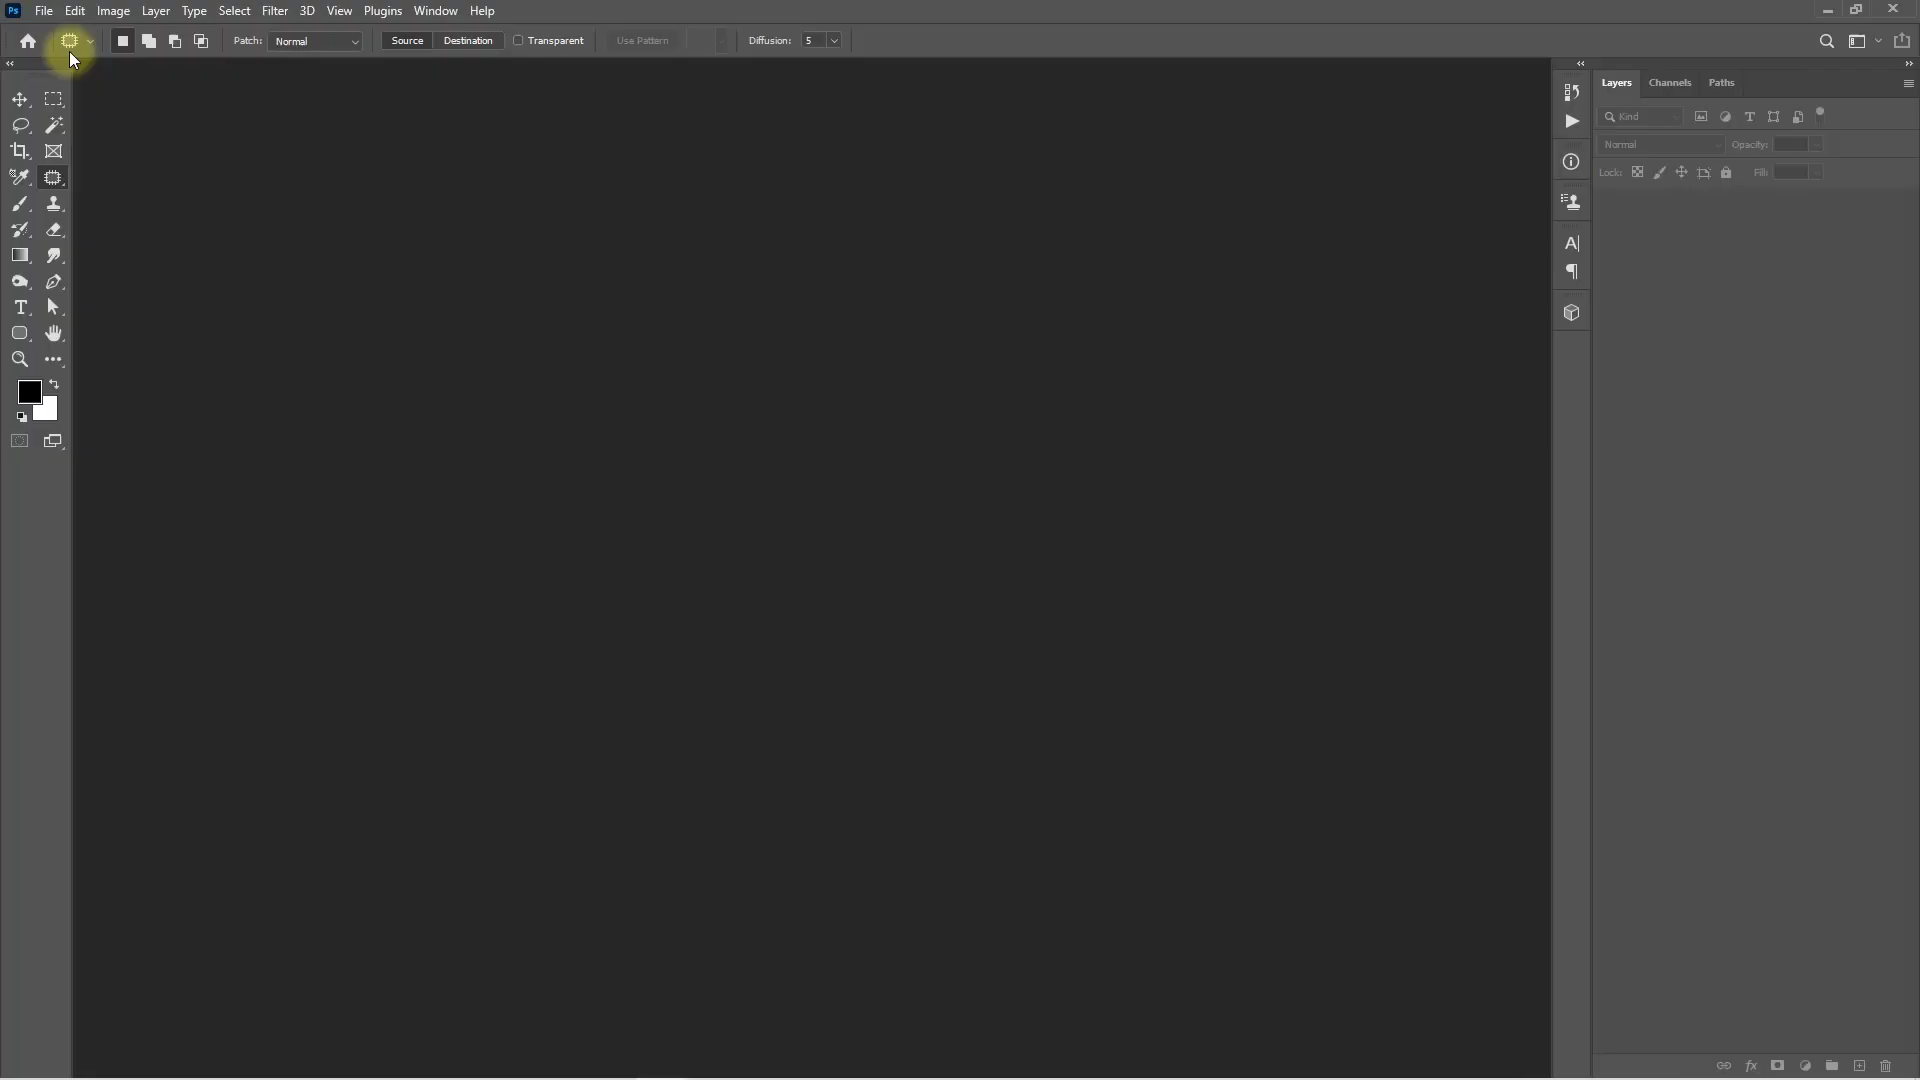 Ps File Edit Image Layer Type Select Filter 3D View Plugins Window Help
Patch: Normal Source Destination Transparent Use Pattern Diffusion: 5
Layers Channels Paths
Kind
Normal Opacity:
Lock: Fill: